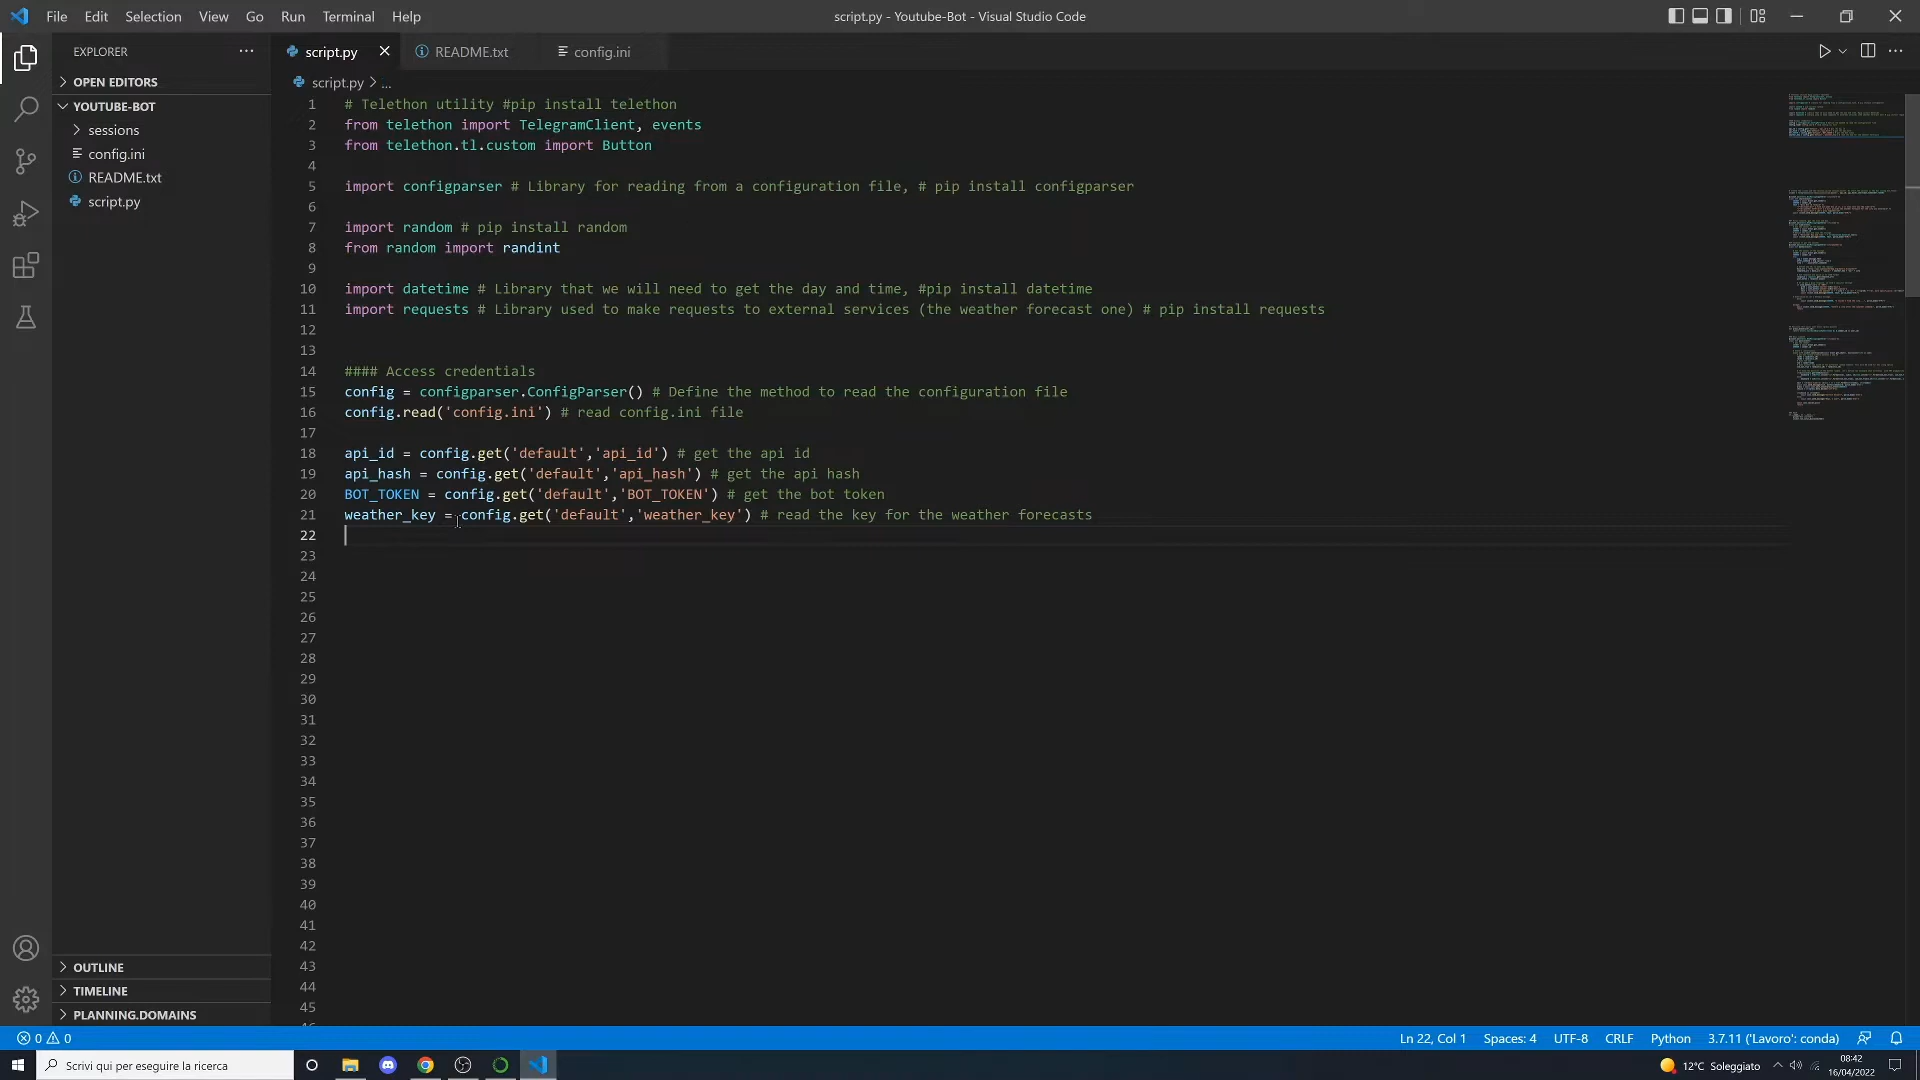 File Edit Selection View Go Run Terminal Help
script.py - Youtube-Bot - Visual Studio Code
EXPLORER
script.py
README.txt
config.ini
OPEN EDITORS
script.py > ...
YOUTUBE-BOT
sessions
config.ini
README.txt
script.py
1 # Telethon utility #pip install telethon
2 from telethon import TelegramClient, events
3 from telethon.tl.custom import Button
4
5 import configparser # Library for reading from a configuration file, # pip install configparser
6
7 import random # pip install random
8 from random import randint
9
10 import datetime # Library that we will need to get the day and time, #pip install datetime
11 import requests # Library used to make requests to external services (the weather forecast one) # pip install requests
12
13
14 #### Access credentials
15 config = configparser.ConfigParser() # Define the method to read the configuration file
16 config.read('config.ini') # read config.ini file
17
18 api_id = config.get('default','api_id') # get the api id
19 api_hash = config.get('default','api_hash') # get the api hash
20 BOT_TOKEN = config.get('default','BOT_TOKEN') # get the bot token
21 weather_key = config.get('default','weather_key') # read the key for the weather forecasts
22
23
24
25
26
27
28
29
30
31
32
33
34
35
36
37
38
39
40
41
42
43
44
45
OUTLINE
TIMELINE
PLANNING.DOMAINS
0 0
Ln 22, Col 1 Spaces: 4 UTF-8 CRLF Python 3.7.11 ('Lavoro': conda)
Scrivi qui per eseguire la ricerca
12°C Soleggiato
08:42
16/04/2022